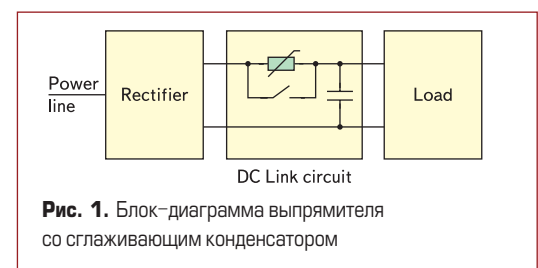 Power
line
Rectifier
Load
DC Link circuit
Рис. 1. Блок-диаграмма выпрямителя
со сглаживающим конденсатором